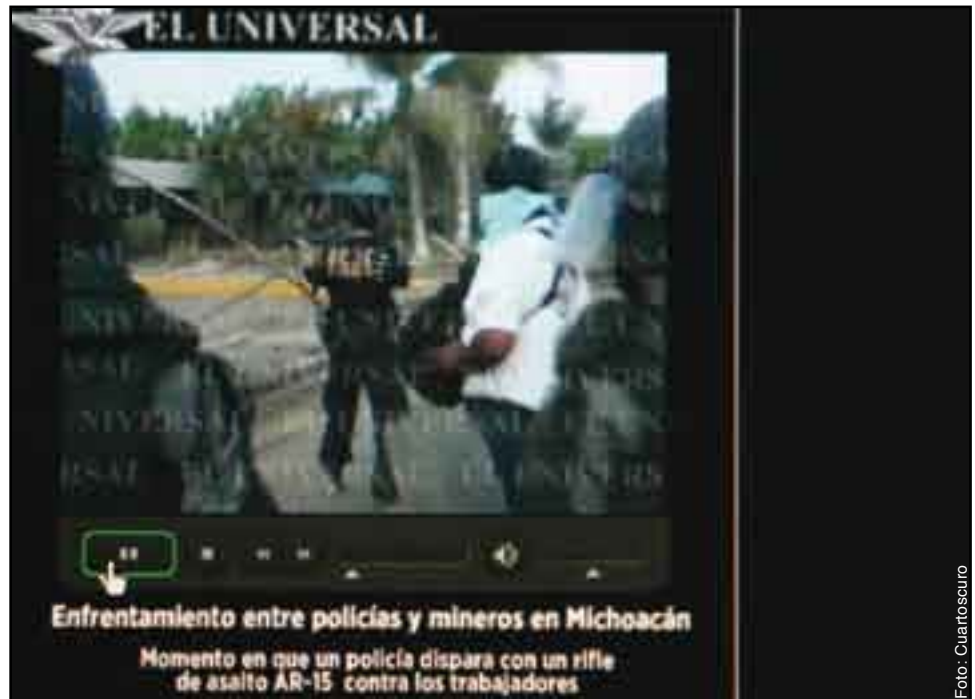 EL UNIVERSAL
Enfrentamiento entre policías y mineros en Michoacán
Momento en que un policía dispara con un rifle
de asalto AR-15 contra los trabajadores
Foto: Cuartoscuro